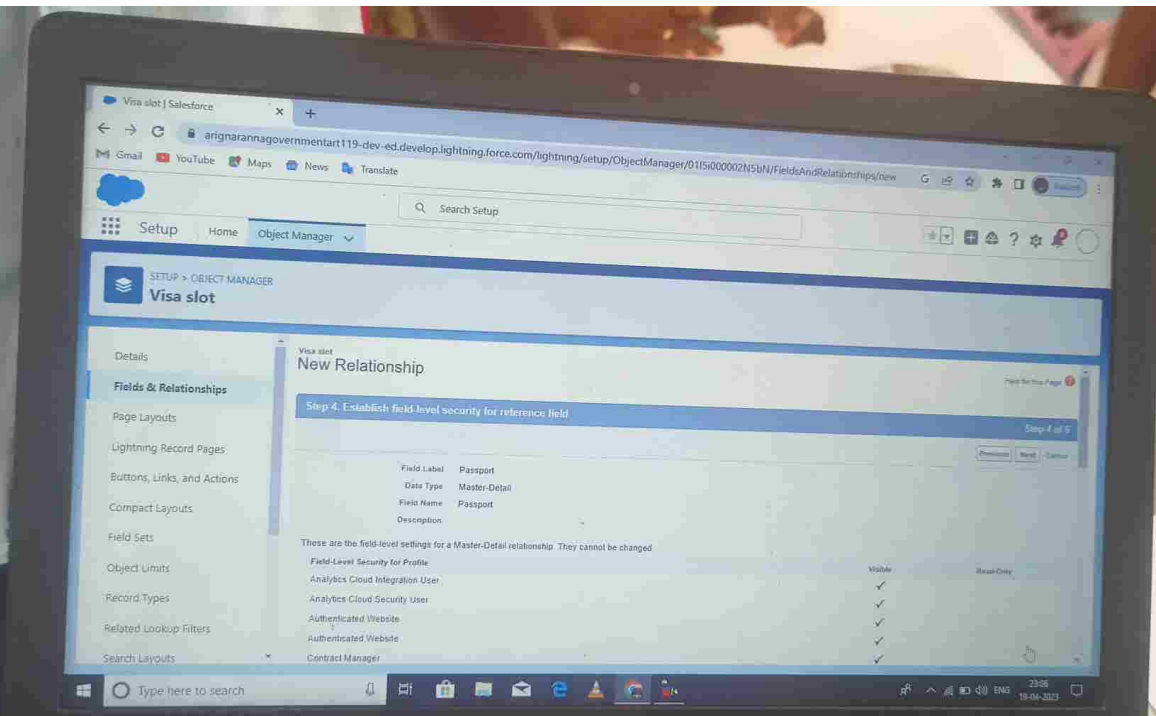 Visa slot | Salesforce
arignarannagovernmentart119-dev-ed.develop.lightning.force.com/lightning/setup/ObjectManager/01I5i000002N5bN/FieldsAndRelationships/new
Gmail YouTube Maps News Translate
Search Setup
Setup Home Object Manager
SETUP > OBJECT MANAGER
Visa slot
Details
Fields & Relationships
Page Layouts
Lightning Record Pages
Buttons, Links, and Actions
Compact Layouts
Field Sets
Object Limits
Record Types
Related Lookup Filters
Search Layouts
Visa slot
New Relationship
Help for this Page
Step 4. Establish field-level security for reference field
Step 4 of 5
Previous Next Cancel
Field Label Passport
Data Type Master-Detail
Field Name Passport
Description
These are the field-level settings for a Master-Detail relationship. They cannot be changed
Field-Level Security for Profile Visible Read-Only
Analytics Cloud Integration User
Analytics Cloud Security User
Authenticated Website
Authenticated Website
Contract Manager
Type here to search
ENG
23:06
19-04-2023